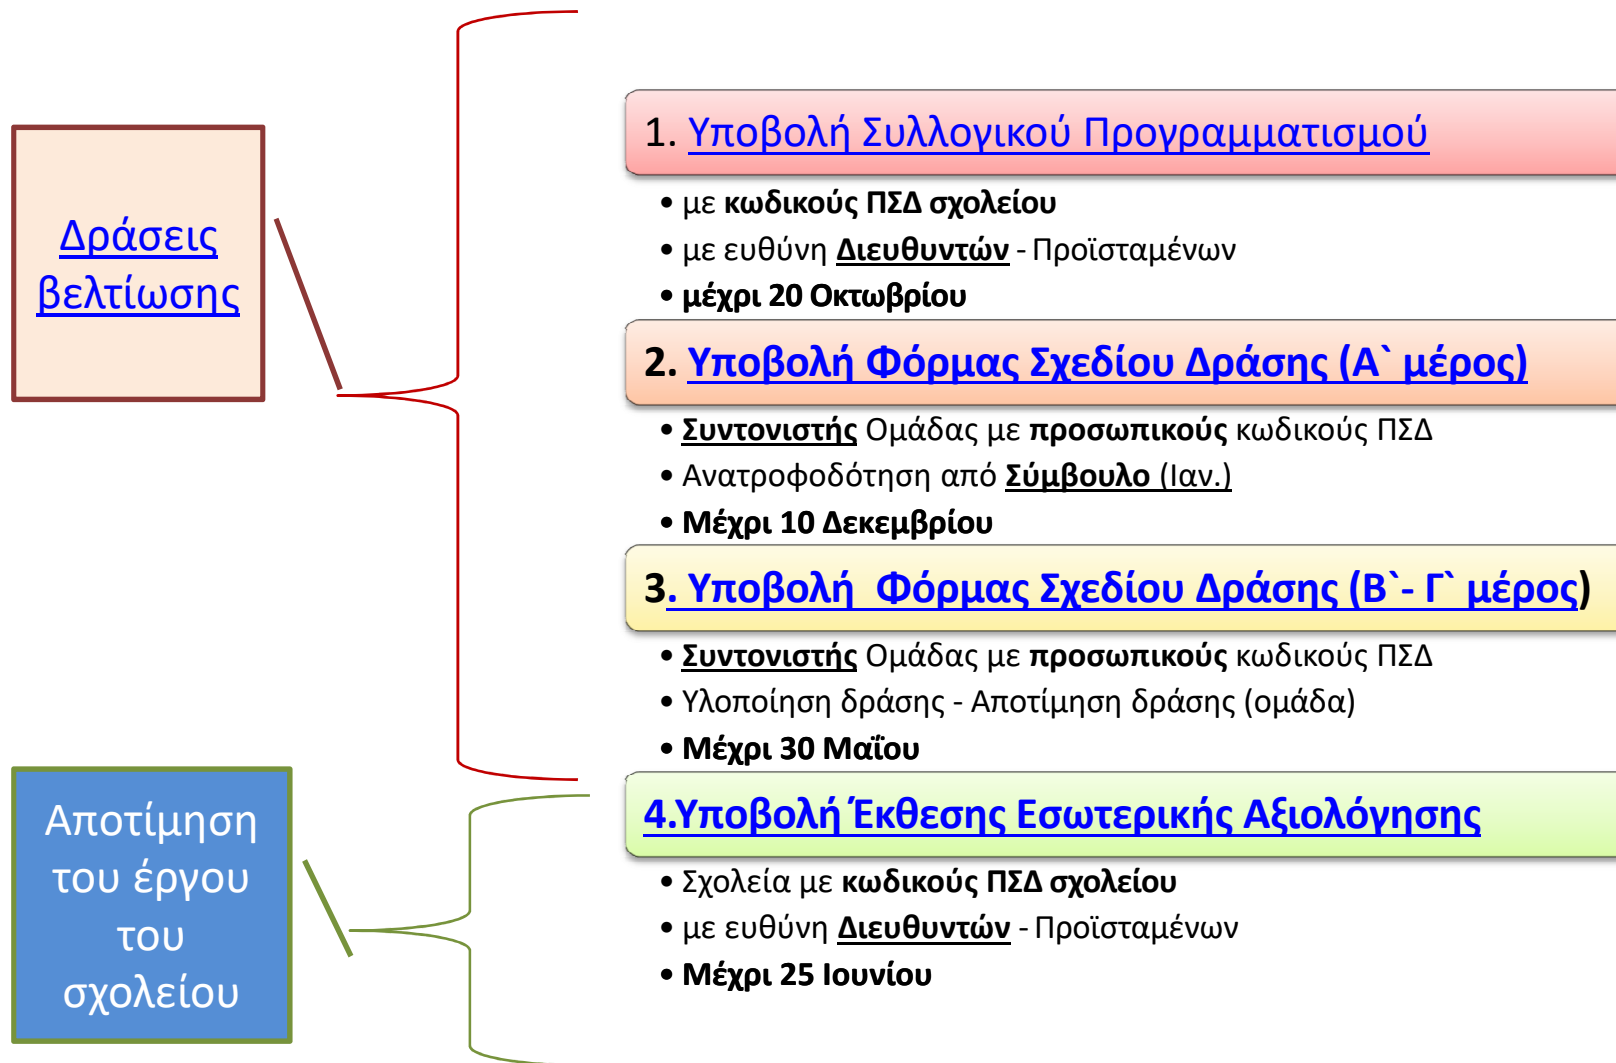 Δράσεις
βελτίωσης
1. Υποβολή Συλλογικού Προγραμματισμού
• με κωδικούς ΠΣΔ σχολείου
• με ευθύνη Διευθυντών - Προϊσταμένων
• μέχρι 20 Οκτωβρίου
2. Υποβολή Φόρμας Σχεδίου Δράσης (Α` μέρος)
• Συντονιστής Ομάδας με προσωπικούς κωδικούς ΠΣΔ
• Ανατροφοδότηση από Σύμβουλο (Ιαν.)
• Μέχρι 10 Δεκεμβρίου
3. Υποβολή Φόρμας Σχεδίου Δράσης (Β`- Γ` μέρος)
• Συντονιστής Ομάδας με προσωπικούς κωδικούς ΠΣΔ
• Υλοποίηση δράσης - Αποτίμηση δράσης (ομάδα)
• Μέχρι 30 Μαΐου
Αποτίμηση
του έργου
του
σχολείου
4.Υποβολή Έκθεσης Εσωτερικής Αξιολόγησης
• Σχολεία με κωδικούς ΠΣΔ σχολείου
• με ευθύνη Διευθυντών - Προϊσταμένων
• Μέχρι 25 Ιουνίου